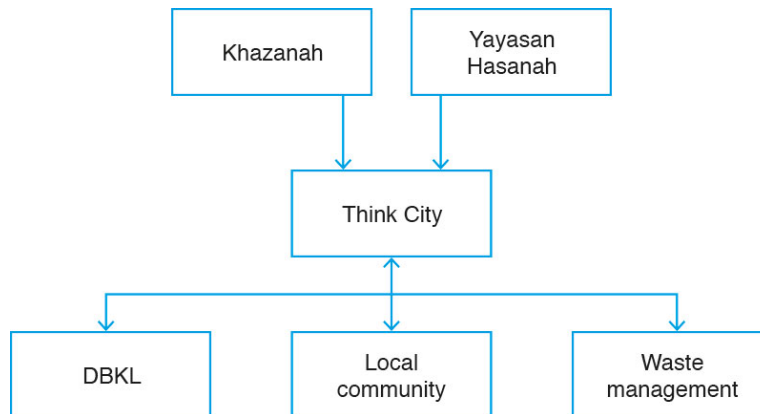 Khazanah
Yayasan
Hasanah
Think City
DBKL
Local
community
Waste
management